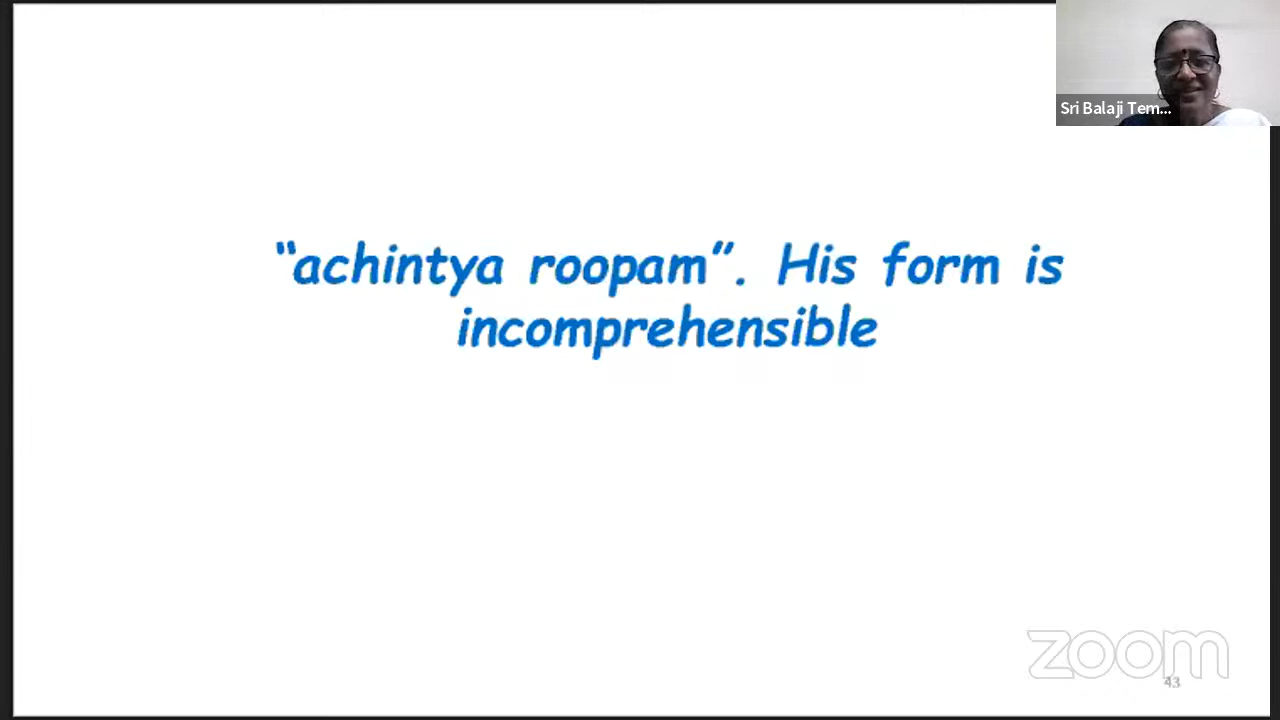 Sri Balaji Tem...
“achintya roopam”. His form is
incomprehensible
zoom
43